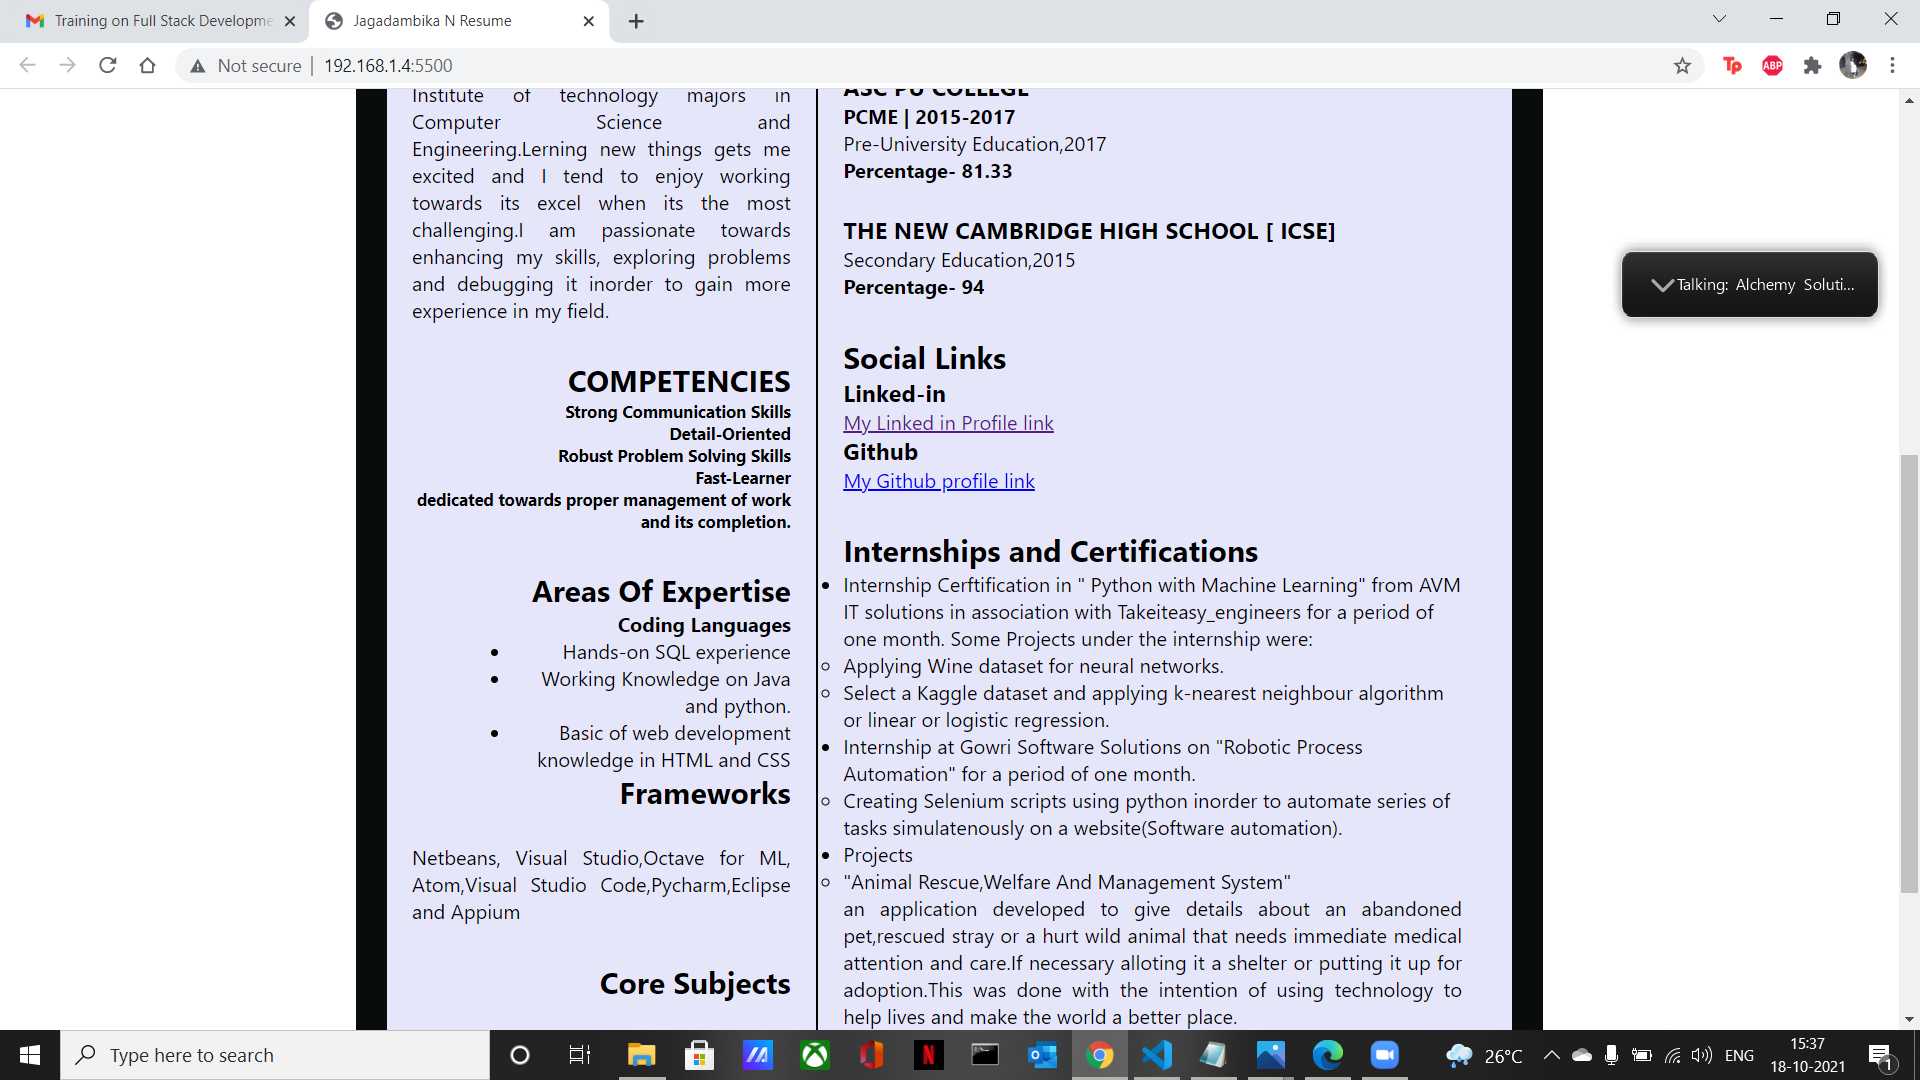 Training on Full Stack Developme
Jagadambika N Resume
Not secure
192.168.1.4:5500
Institute of technology majors in
Computer Science and
Engineering.Lerning new things gets me
excited and I tend to enjoy working
towards its excel when its the most
challenging.I am passionate towards
enhancing my skills, exploring problems
and debugging it inorder to gain more
experience in my field.
COMPETENCIES
Strong Communication Skills
Detail-Oriented
Robust Problem Solving Skills
Fast-Learner
dedicated towards proper management of work
and its completion.
Areas Of Expertise
Coding Languages
Hands-on SQL experience
Working Knowledge on Java
and python.
Basic of web development
knowledge in HTML and CSS
Frameworks
Netbeans, Visual Studio,Octave for ML,
Atom,Visual Studio Code,Pycharm,Eclipse
and Appium
Core Subjects
ASC PU COLLEGE
PCME | 2015-2017
Pre-University Education,2017
Percentage- 81.33
THE NEW CAMBRIDGE HIGH SCHOOL [ ICSE]
Secondary Education,2015
Percentage- 94
Social Links
Linked-in
My Linked in Profile link
Github
My Github profile link
Internships and Certifications
Internship Cerftification in " Python with Machine Learning" from AVM
IT solutions in association with Takeiteasy_engineers for a period of
one month. Some Projects under the internship were:
Applying Wine dataset for neural networks.
Select a Kaggle dataset and applying k-nearest neighbour algorithm
or linear or logistic regression.
Internship at Gowri Software Solutions on "Robotic Process
Automation" for a period of one month.
Creating Selenium scripts using python inorder to automate series of
tasks simulatenously on a website(Software automation).
Projects
"Animal Rescue,Welfare And Management System"
an application developed to give details about an abandoned
pet,rescued stray or a hurt wild animal that needs immediate medical
attention and care.If necessary alloting it a shelter or putting it up for
adoption.This was done with the intention of using technology to
help lives and make the world a better place.
Talking: Alchemy Soluti...
Type here to search
26°C
ENG
15:37
18-10-2021
1
ABP